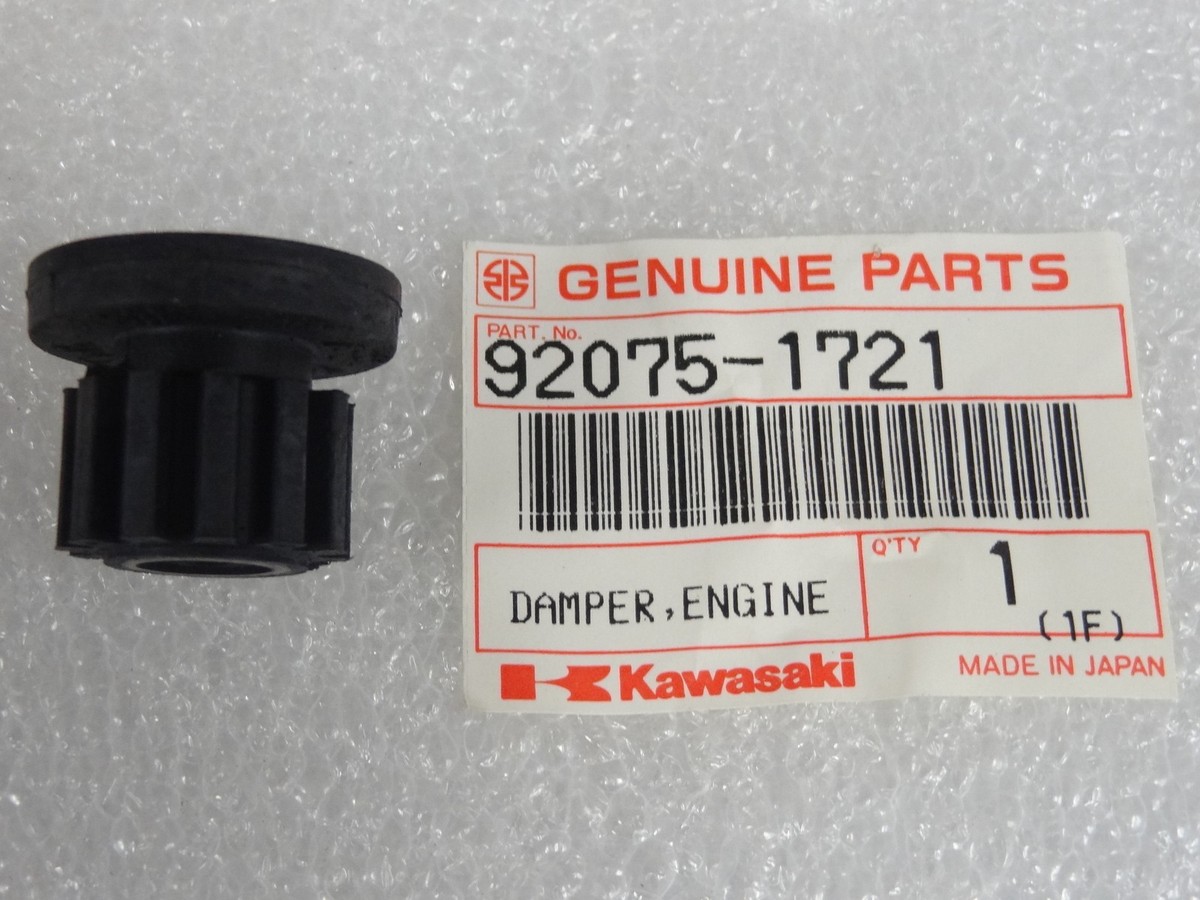 GENUINE PARTS
PART. No.
92075-1721
DAMPER,ENGINE
Q'TY
1
(1F)
Kawasaki
MADE IN JAPAN